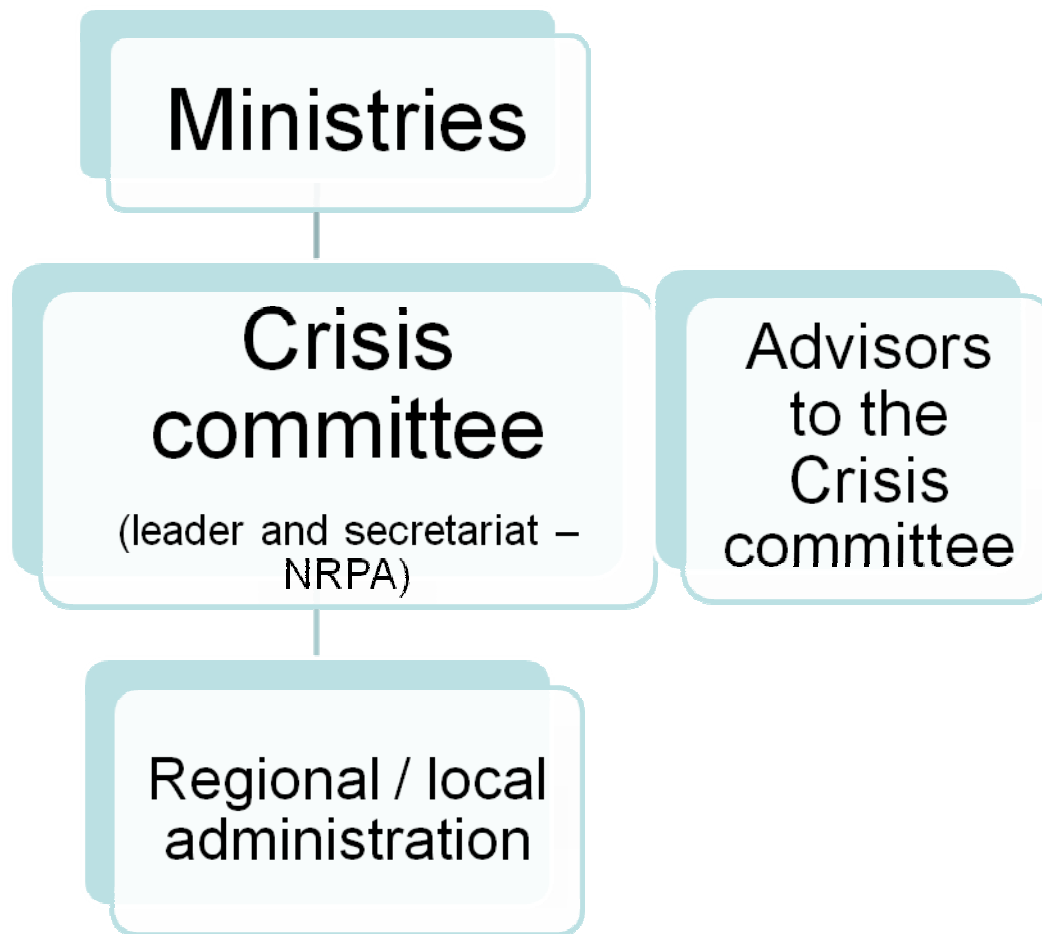 Ministries
Crisis
committee
(leader and secretariat –
NRPA)
Advisors
to the
Crisis
committee
Regional / local
administration